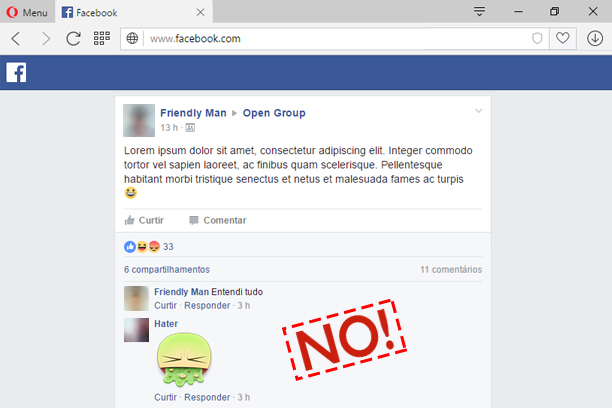 Menu
Facebook
www.facebook.com
f
Friendly Man Open Group
13 h ·
Lorem ipsum dolor sit amet, consectetur adipiscing elit. Integer commodo
tortor vel sapien laoreet, ac finibus quam scelerisque. Pellentesque
habitant morbi tristique senectus et netus et malesuada fames ac turpis
Curtir Comentar
33
6 compartilhamentos 11 comentários
Friendly Man Entendi tudo
Curtir · Responder · 3 h
Hater
NO!
Curtir · Responder · 3 h